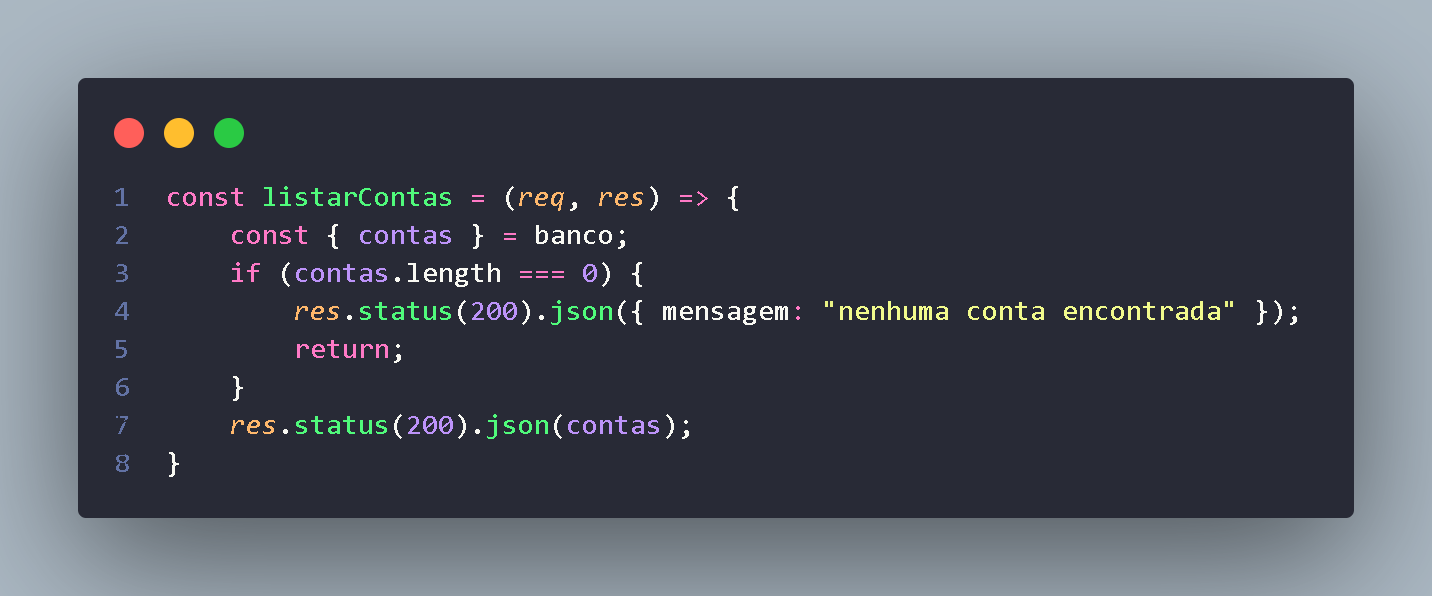 1 const listarContas = (req, res) => {
2     const { contas } = banco;
3     if (contas.length === 0) {
4         res.status(200).json({ mensagem: "nenhuma conta encontrada" });
5         return;
6     }
7     res.status(200).json(contas);
8 }